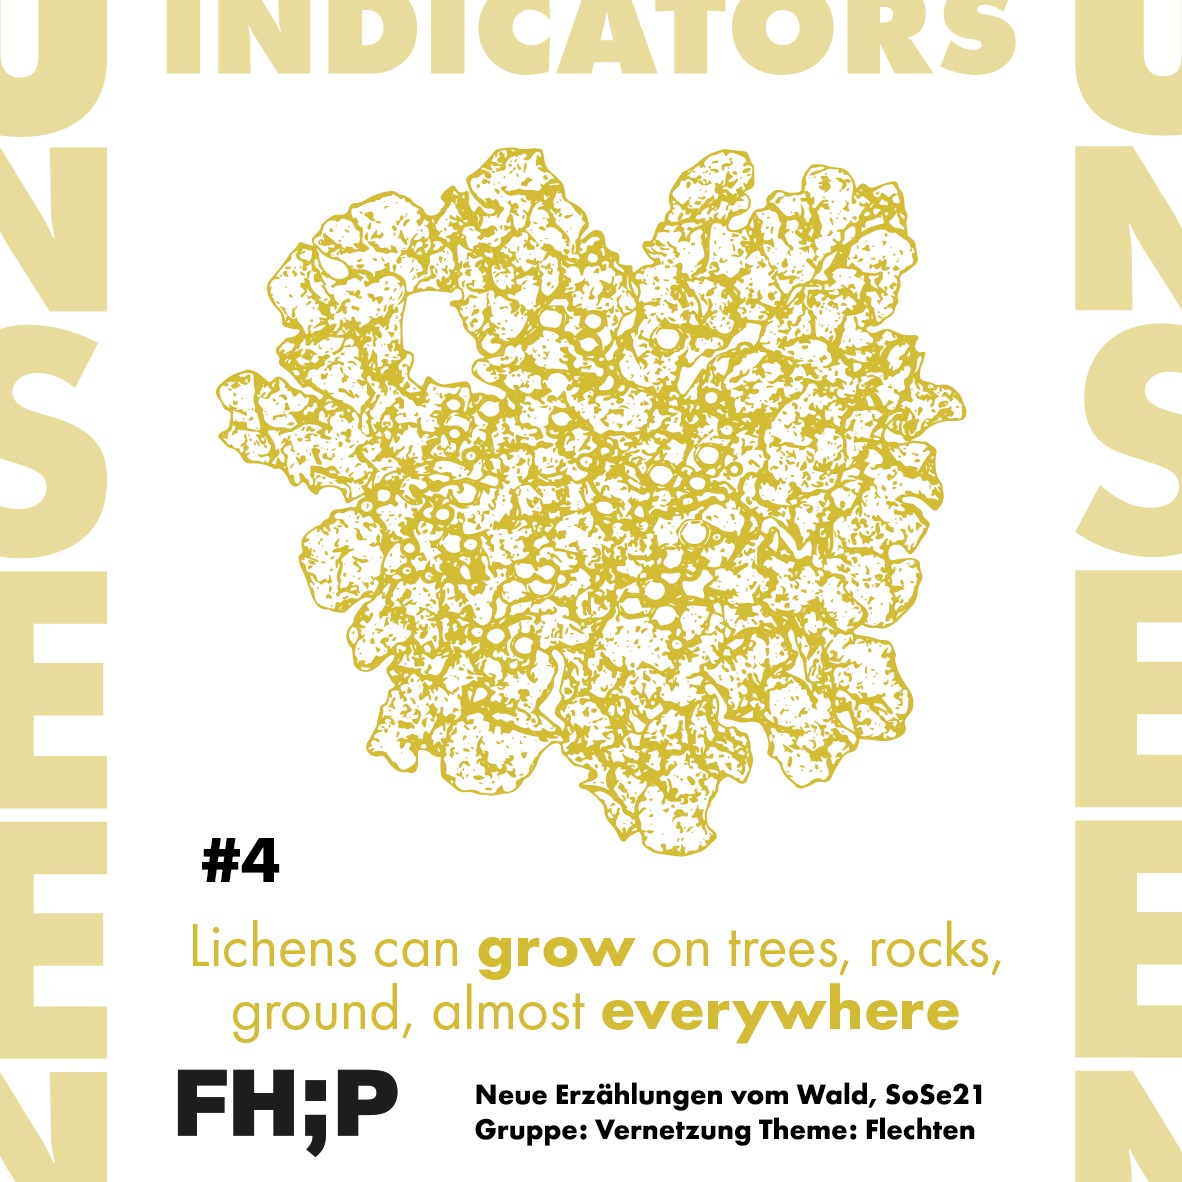 INDICATORS
UNSEEN
UNSEEN
#4
Lichens can grow on trees, rocks,
ground, almost everywhere
FH;P
Neue Erzählungen vom Wald, SoSe21
Gruppe: Vernetzung Theme: Flechten